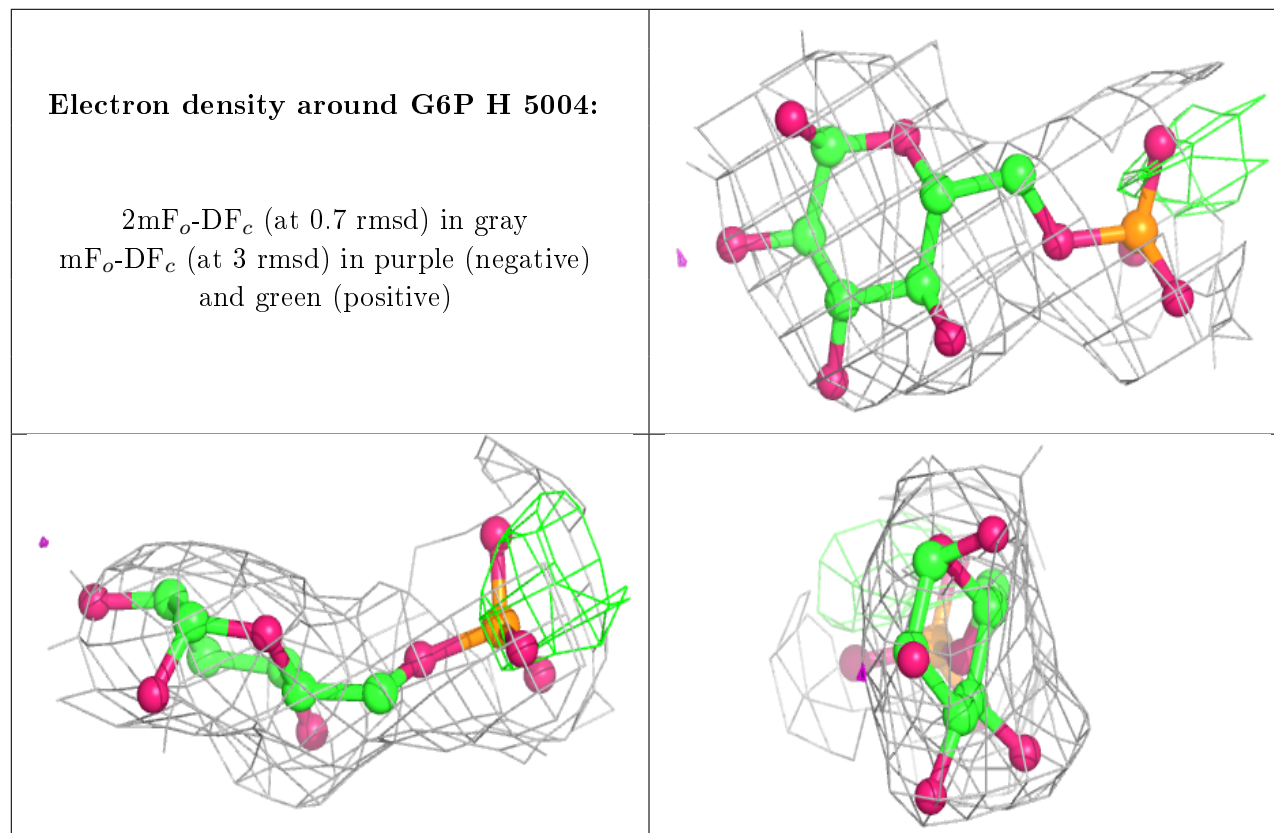 Electron density around G6P H 5004:
2mFₒ-DF𝒸 (at 0.7 rmsd) in gray
mFₒ-DF𝒸 (at 3 rmsd) in purple (negative)
and green (positive)